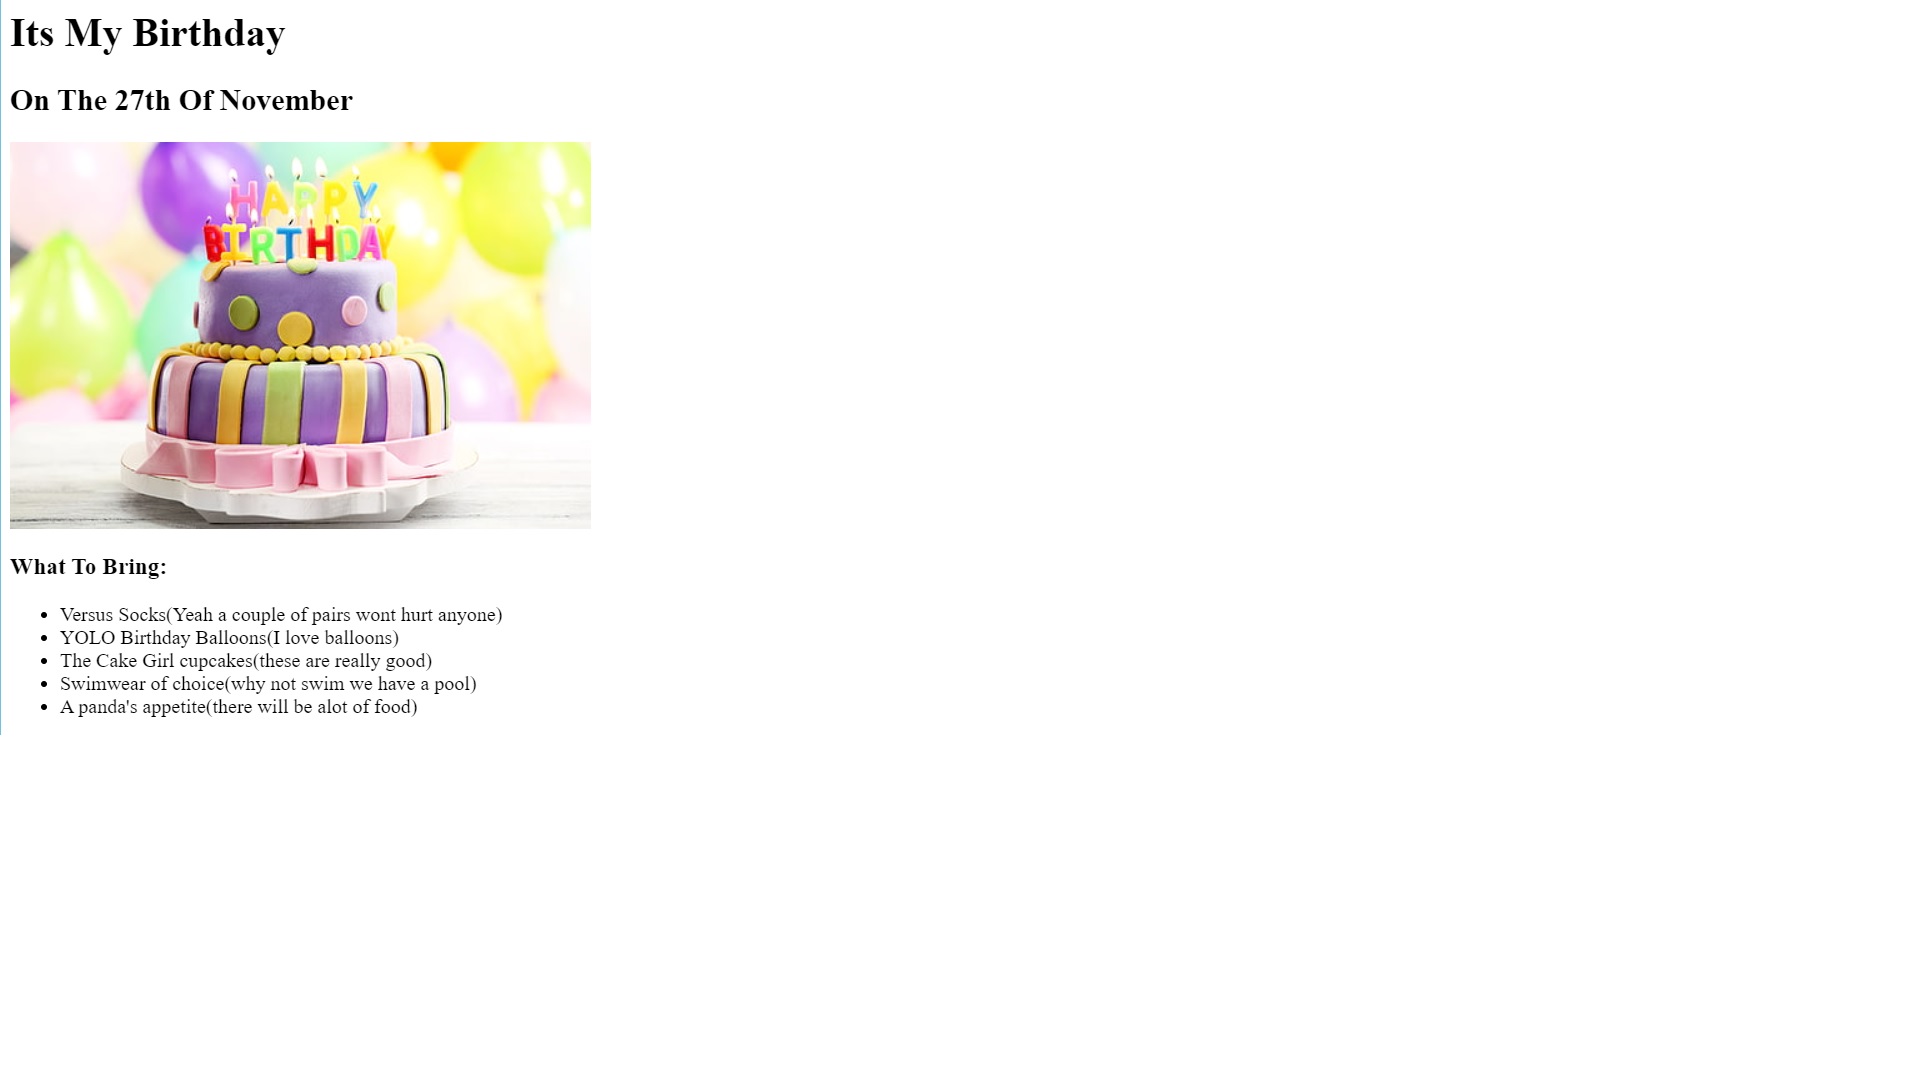 Its My Birthday
On The 27th Of November
HAPPY
BIRTHDAY
What To Bring:
Versus Socks(Yeah a couple of pairs wont hurt anyone)
YOLO Birthday Balloons(I love balloons)
The Cake Girl cupcakes(these are really good)
Swimwear of choice(why not swim we have a pool)
A panda's appetite(there will be alot of food)